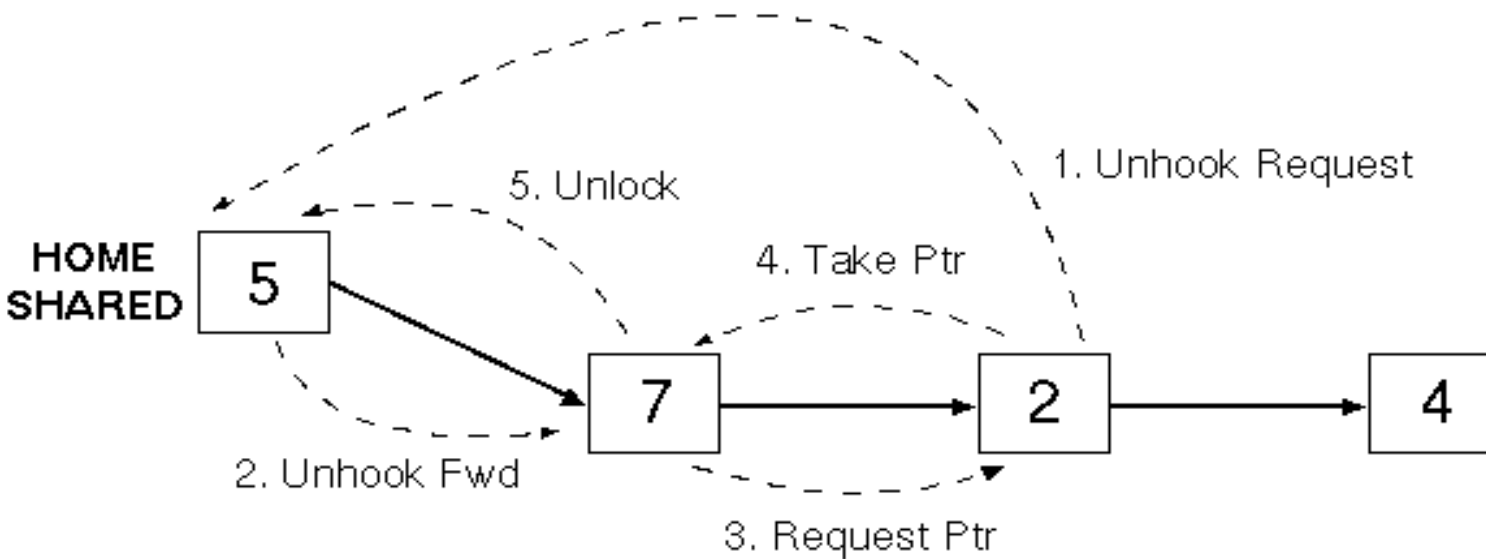 1. Unhook Request
5. Unlock
HOME
SHARED
5
4. Take Ptr
7
2
4
2. Unhook Fwd
3. Request Ptr